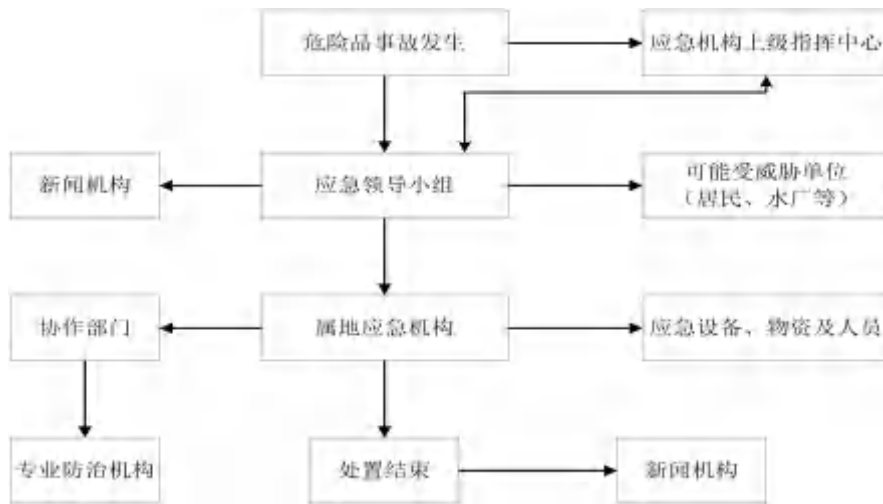 危险品事故发生
应急机构上级指挥中心
新闻机构
应急领导小组
可能受威胁单位
（居民、水厂等）
协作部门
属地应急机构
应急设备、物资及人员
专业防治机构
处置结束
新闻机构